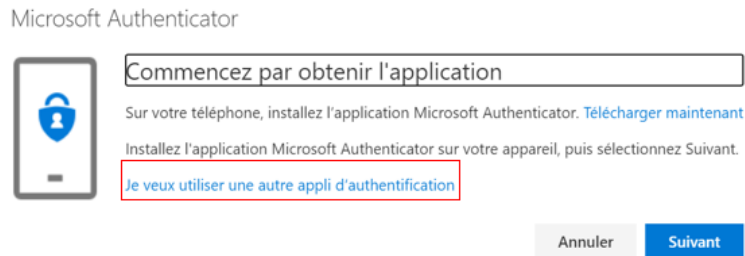 Microsoft Authenticator
Commencez par obtenir l'application
Sur votre téléphone, installez l'application Microsoft Authenticator. Télécharger maintenant
Installez l'application Microsoft Authenticator sur votre appareil, puis sélectionnez Suivant.
Je veux utiliser une autre appli d'authentification
Annuler Suivant